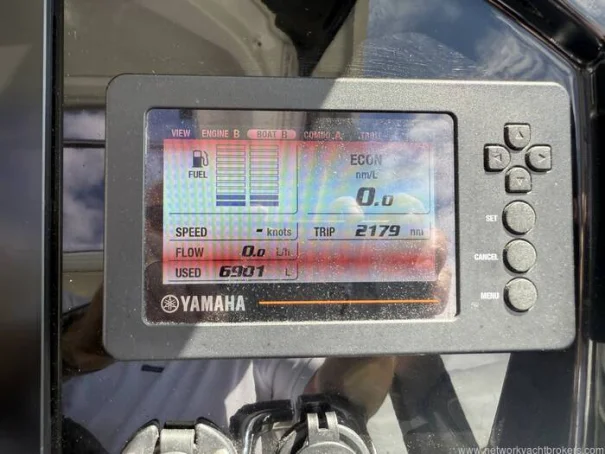 VIEW ENGINE B BOAT B COMBO A TABLE
FUEL
ECON
nm/L
0.0
SPEED - knots
TRIP 2179 nm
FLOW 0.0 L/h
USED 6901 L
YAMAHA
SET
CANCEL
MENU
www.networkyachtbrokers.com